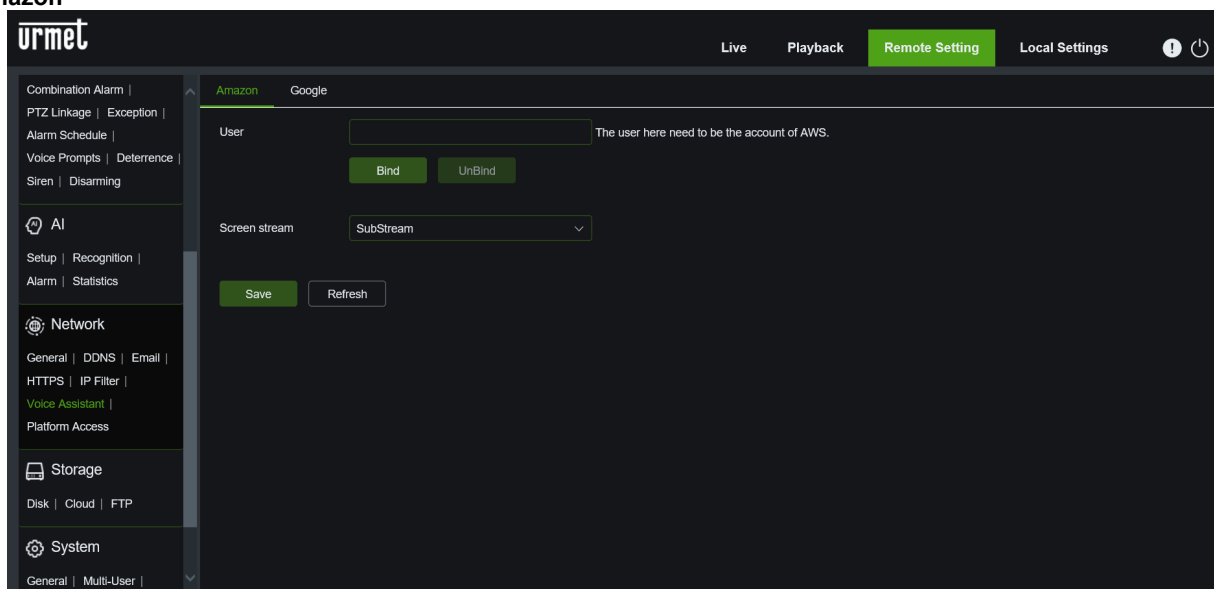 urmet
Live Playback Remote Setting Local Settings
Combination Alarm |
PTZ Linkage | Exception |
Alarm Schedule |
Voice Prompts | Deterrence |
Siren | Disarming
AI
Setup | Recognition |
Alarm | Statistics
Network
General | DDNS | Email |
HTTPS | IP Filter |
Voice Assistant |
Platform Access
Storage
Disk | Cloud | FTP
System
General | Multi-User |
Amazon Google
User The user here need to be the account of AWS.
Bind UnBind
Screen stream SubStream
Save Refresh